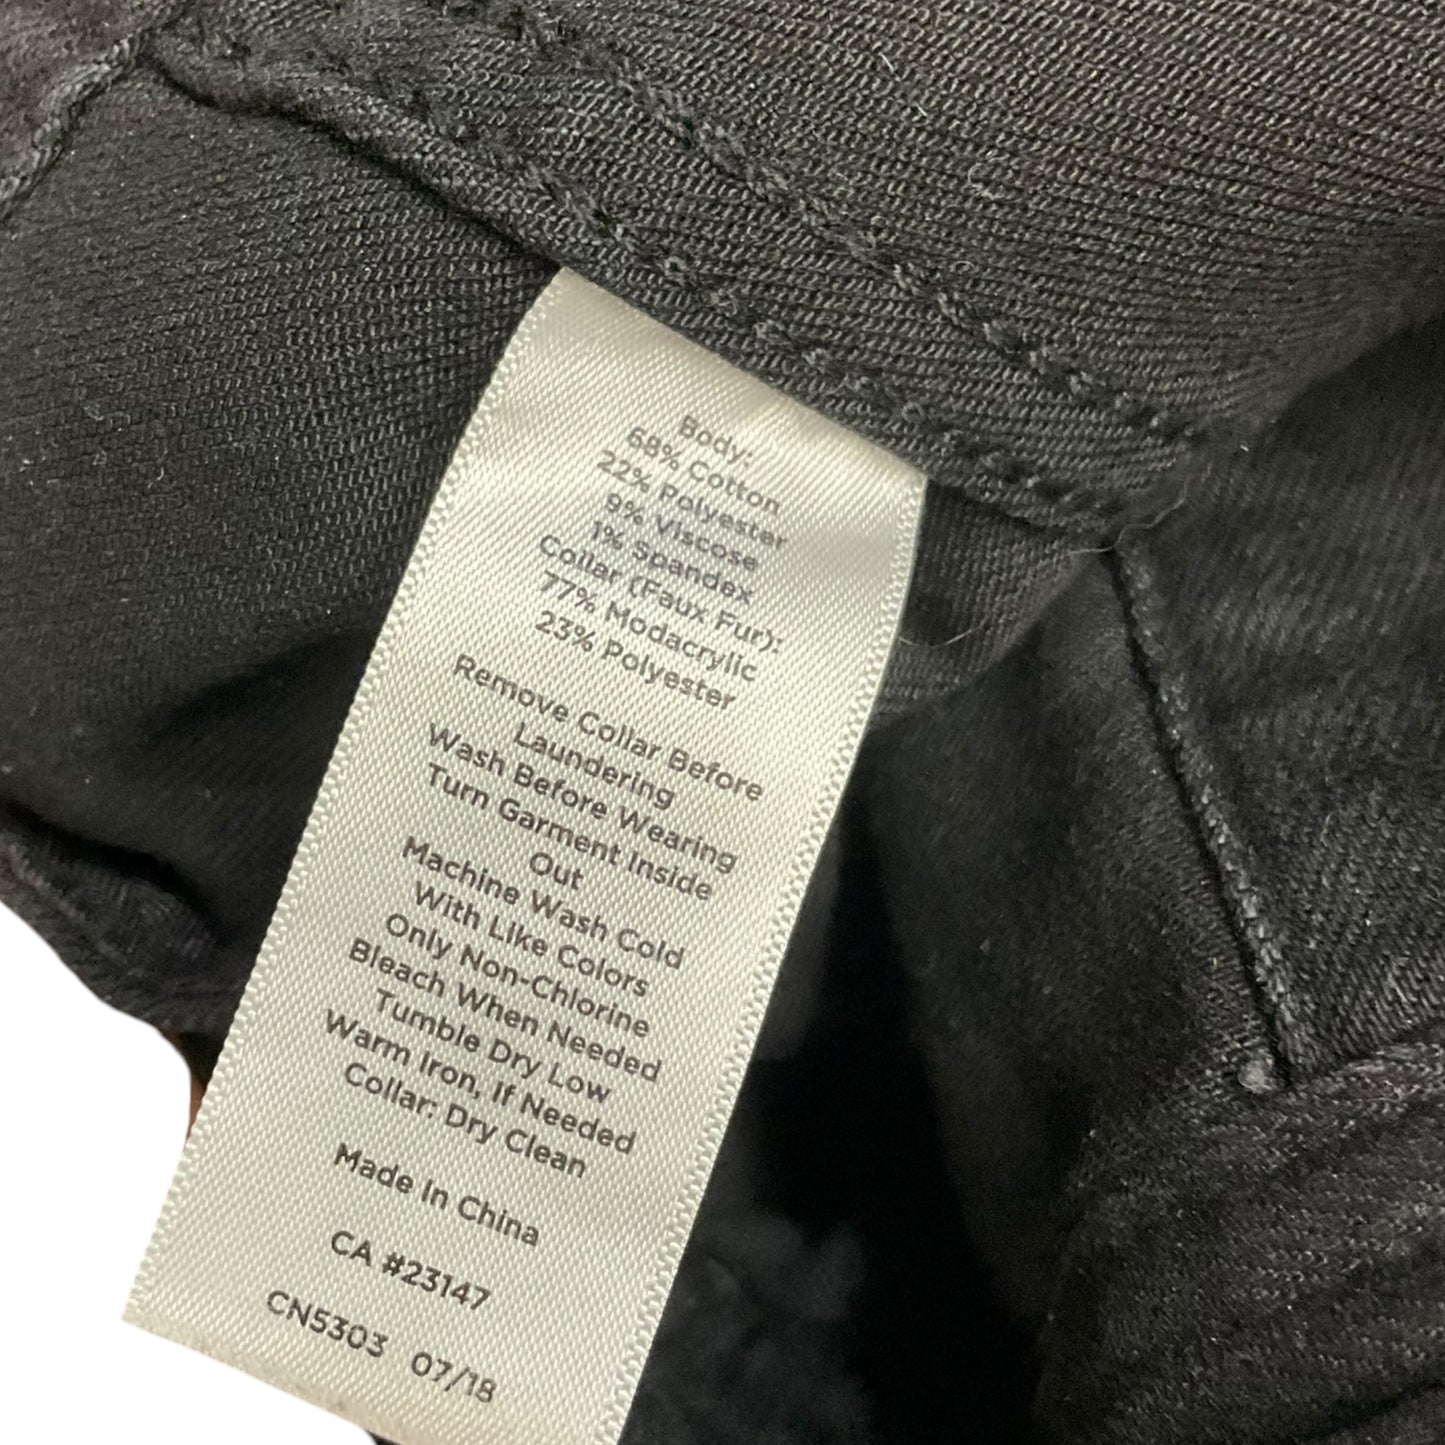 Body:
68% Cotton
22% Polyester
9% Viscose
1% Spandex
Collar (Faux Fur):
77% Modacrylic
23% Polyester
Remove Collar Before
Laundering
Wash Before Wearing
Turn Garment Inside
Out
Machine Wash Cold
With Like Colors
Only Non-Chlorine
Bleach When Needed
Tumble Dry Low
Warm Iron, If Needed
Collar: Dry Clean
Made In China
CA #23147
CN5303 07/18